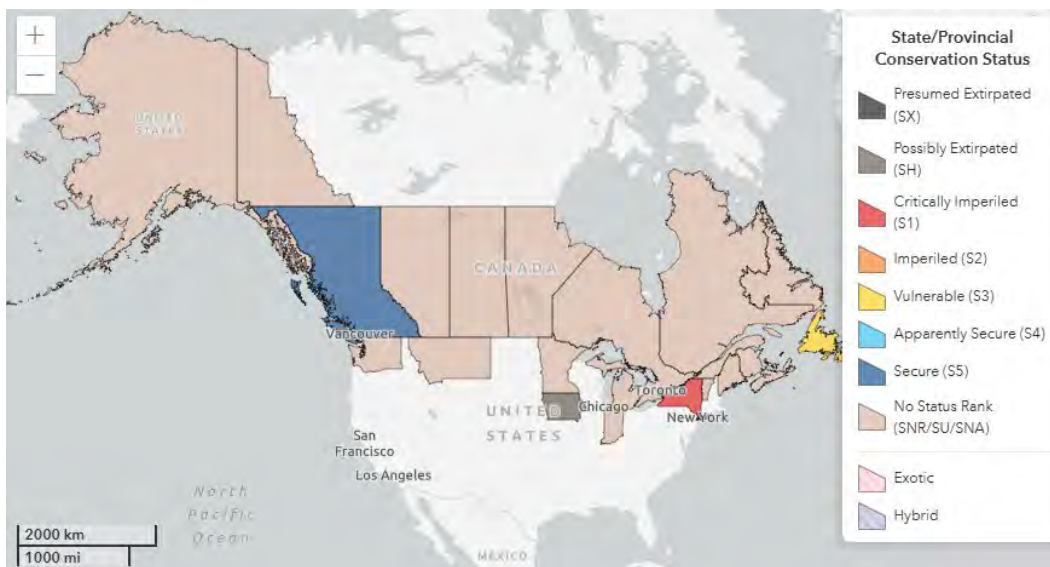 +
−
UNITED
STATES
CANADA
Vancouver
Toronto
Chicago
New York
UNITED
STATES
San
Francisco
Los Angeles
North
Pacific
Ocean
MEXICO
2000 km
1000 mi
State/Provincial
Conservation Status
Presumed Extirpated
(SX)
Possibly Extirpated
(SH)
Critically Imperiled
(S1)
Imperiled (S2)
Vulnerable (S3)
Apparently Secure (S4)
Secure (S5)
No Status Rank
(SNR/SU/SNA)
Exotic
Hybrid